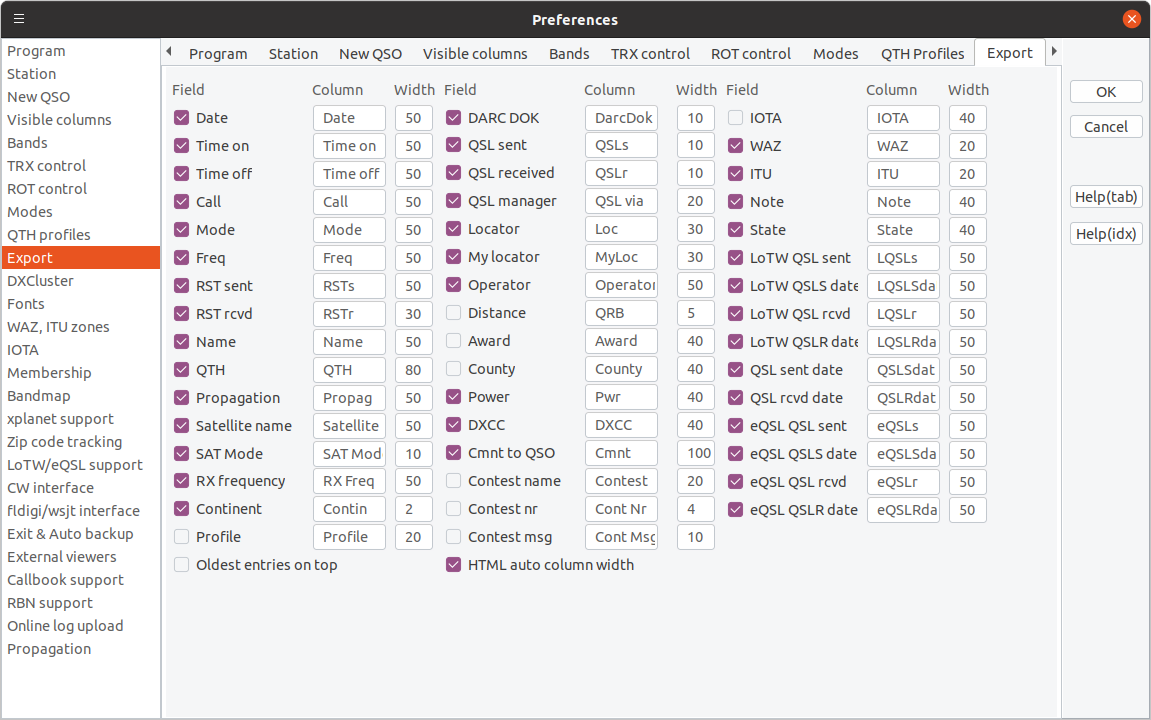 Preferences
Program
Station
New QSO
Visible columns
Bands
TRX control
ROT control
Modes
QTH profiles
Export
DXCluster
Fonts
WAZ, ITU zones
IOTA
Membership
Bandmap
xplanet support
Zip code tracking
LoTW/eQSL support
CW interface
fldigi/wsjt interface
Exit & Auto backup
External viewers
Callbook support
RBN support
Online log upload
Propagation
Program Station New QSO Visible columns Bands TRX control ROT control Modes QTH Profiles Export
Field Column Width Field Column Width Field Column Width
Date Date 50 DARC DOK DarcDok 10 IOTA IOTA 40
Time on Time on 50 QSL sent QSLs 10 WAZ WAZ 20
Time off Time off 50 QSL received QSLr 10 ITU ITU 20
Call Call 50 QSL manager QSL via 20 Note Note 40
Mode Mode 50 Locator Loc 30 State State 40
Freq Freq 50 My locator MyLoc 30 LoTW QSL sent LQSLs 50
RST sent RSTs 50 Operator Operator 50 LoTW QSLS date LQSLSda 50
RST rcvd RSTr 30 Distance QRB 5 LoTW QSL rcvd LQSLr 50
Name Name 50 Award Award 40 LoTW QSLR date LQSLRda 50
QTH QTH 80 County County 40 QSL sent date QSLSdat 50
Propagation Propag 50 Power Pwr 40 QSL rcvd date QSLRdat 50
Satellite name Satellite 50 DXCC DXCC 40 eQSL QSL sent eQSLs 50
SAT Mode SAT Mod 10 Cmnt to QSO Cmnt 100 eQSL QSLS date eQSLSda 50
RX frequency RX Freq 50 Contest name Contest 20 eQSL QSL rcvd eQSLr 50
Continent Contin 2 Contest nr Cont Nr 4 eQSL QSLR date eQSLRda 50
Profile Profile 20 Contest msg Cont Msg 10
Oldest entries on top HTML auto column width
OK
Cancel
Help(tab)
Help(idx)